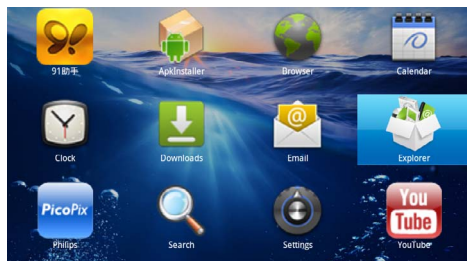 91助手
ApkInstaller
Browser
Calendar
Clock
Downloads
@
Email
Explorer
PicoPix
Philips
Search
Settings
You
Tube
YouTube